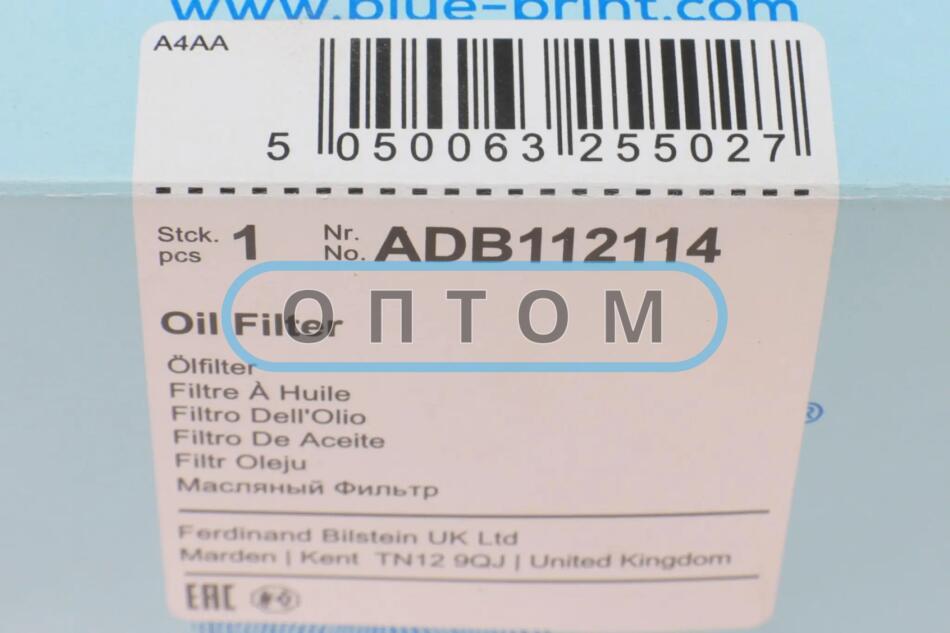 www.blue-print.com
A4AA
5 050063 255027
Stck. 1 Nr. ADB112114
pcs No.
ОПТОМ
Oil Filter
Ölfilter
Filtre À Huile
Filtro Dell'Olio
Filtro De Aceite
Filtr Oleju
Масляный Фильтр
Ferdinand Bilstein UK Ltd
Marden | Kent TN12 9QJ | United Kingdom
EAC
®